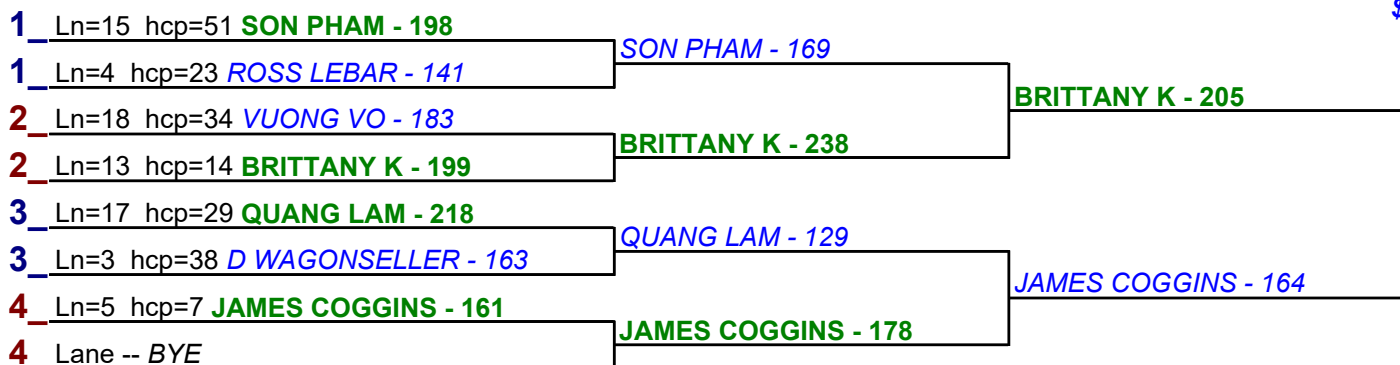 $
1_ Ln=15 hcp=51 SON PHAM - 198
SON PHAM - 169
1_ Ln=4 hcp=23 ROSS LEBAR - 141
BRITTANY K - 205
2_ Ln=18 hcp=34 VUONG VO - 183
BRITTANY K - 238
2_ Ln=13 hcp=14 BRITTANY K - 199
3_ Ln=17 hcp=29 QUANG LAM - 218
QUANG LAM - 129
3_ Ln=3 hcp=38 D WAGONSELLER - 163
JAMES COGGINS - 164
4_ Ln=5 hcp=7 JAMES COGGINS - 161
JAMES COGGINS - 178
4 Lane -- BYE